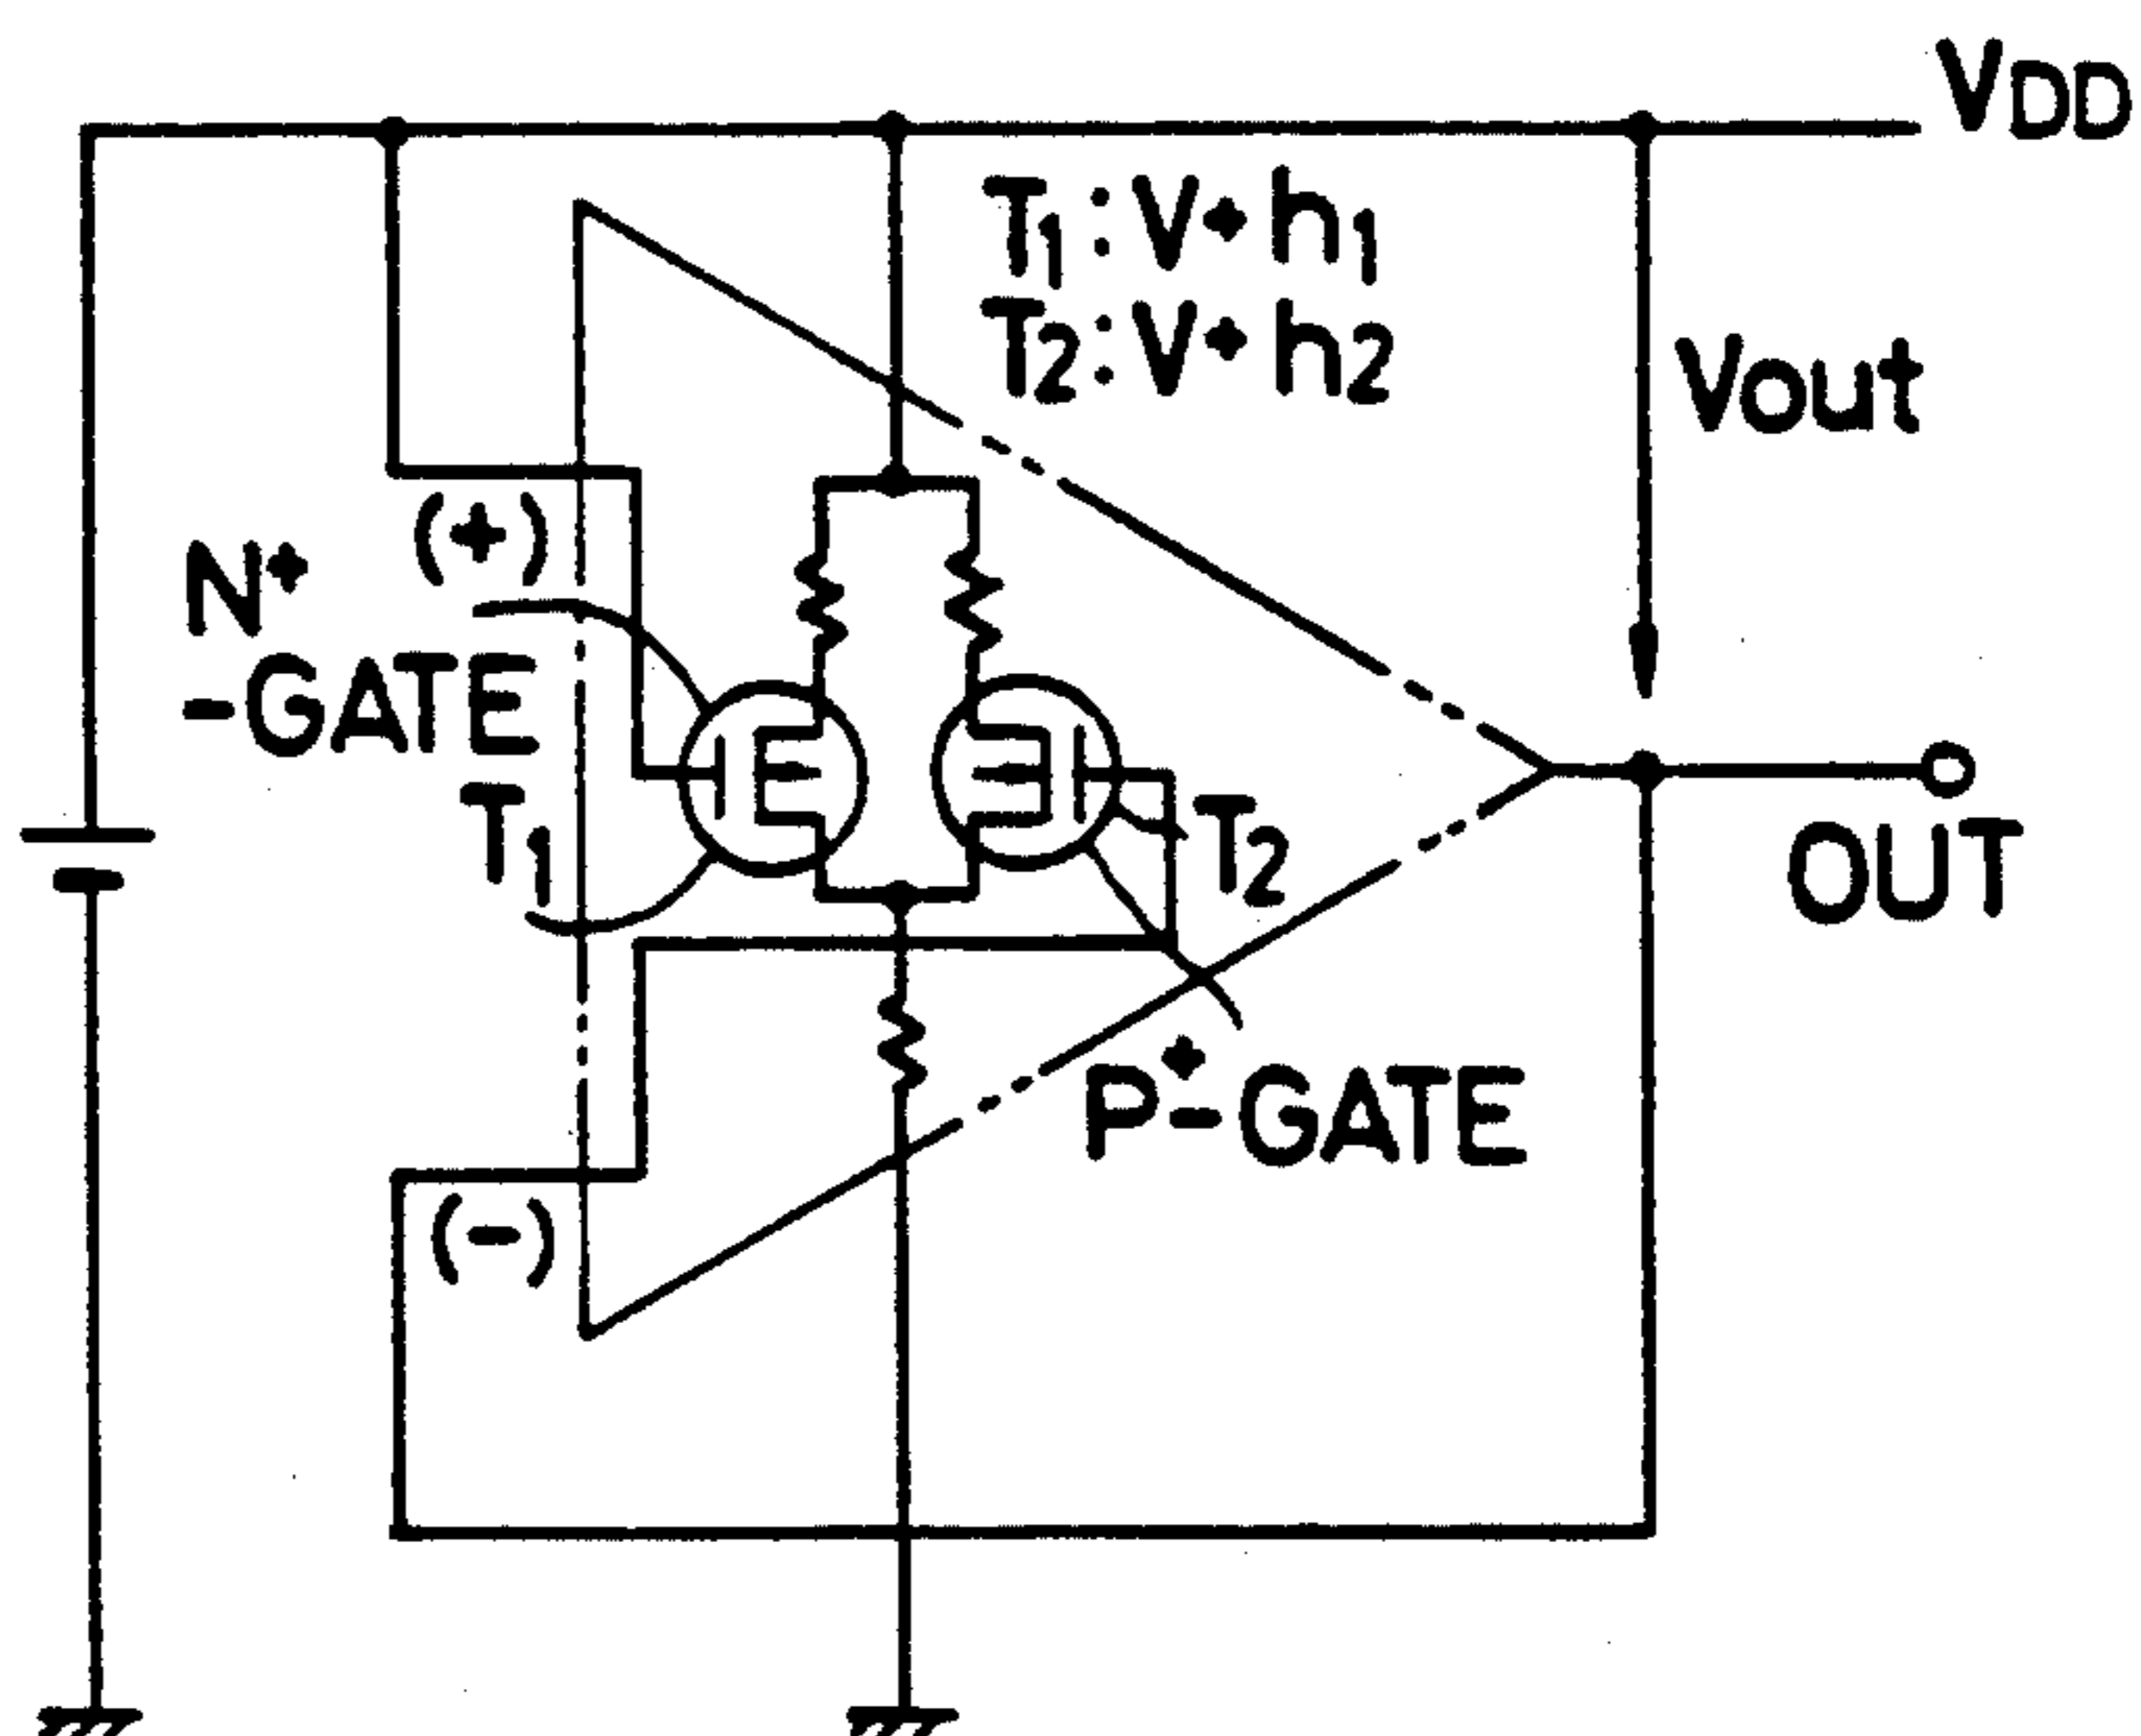 VDD
T1:V•h1
T2:V•h2
Vout
(+)
N+
-GATE
T1
T2
OUT
P+-GATE
(-)